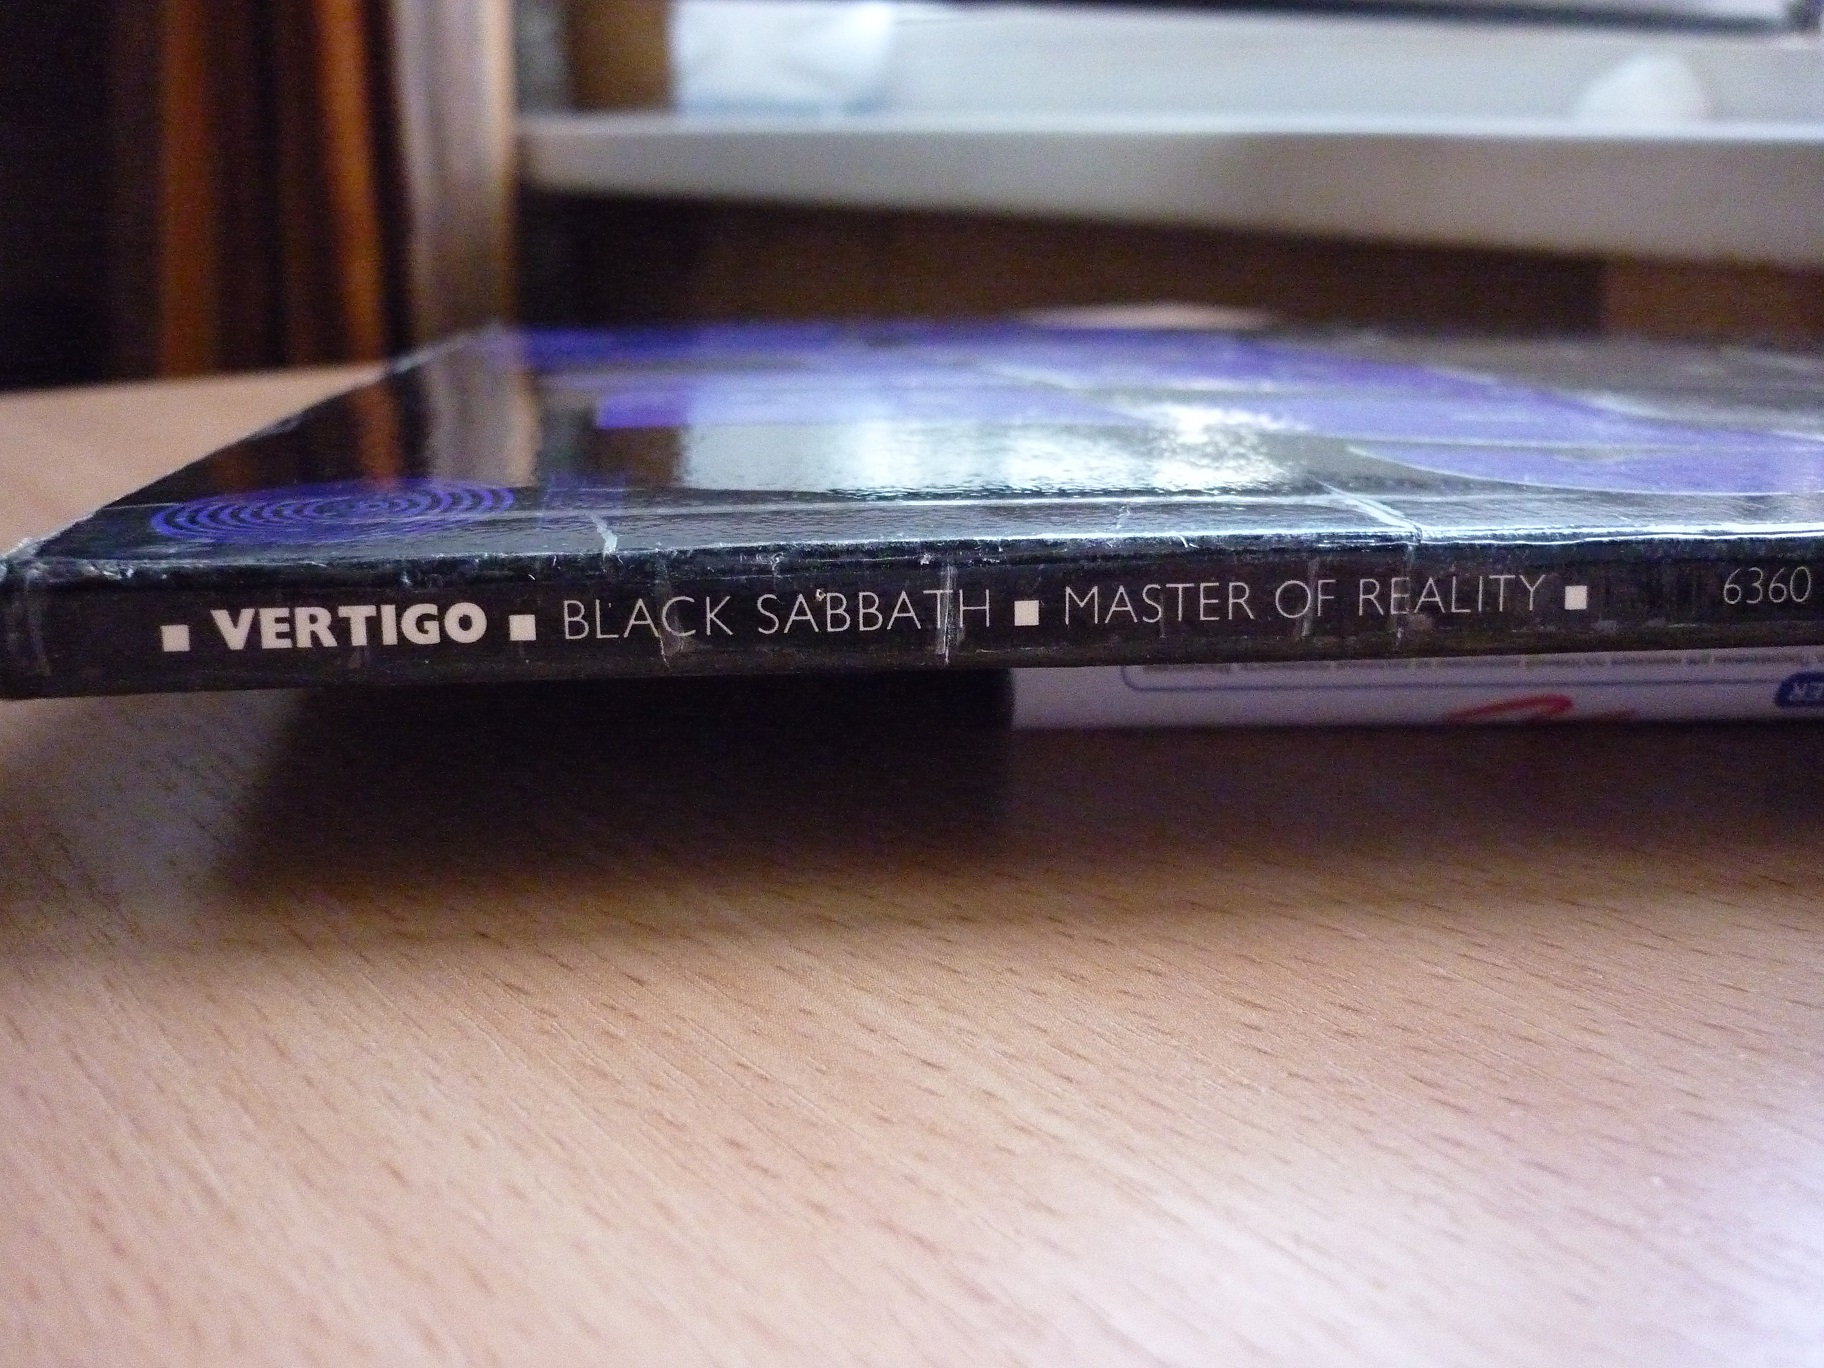 ▪ VERTIGO ▪ BLACK SABBATH ▪ MASTER OF REALITY ▪ 6360